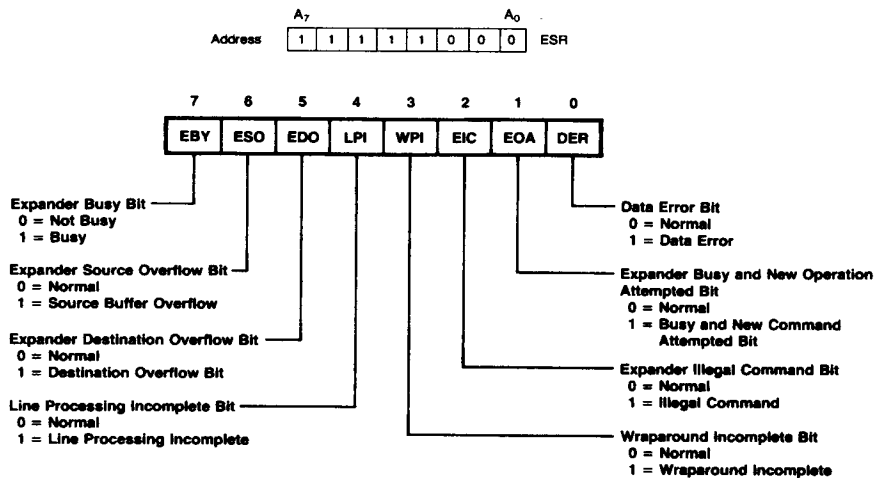 A7 A0
Address 1 1 1 1 1 0 0 0 ESR
7 6 5 4 3 2 1 0
EBY ESO EDO LPI WPI EIC EOA DER
Expander Busy Bit
0 = Not Busy
1 = Busy
Expander Source Overflow Bit
0 = Normal
1 = Source Buffer Overflow
Expander Destination Overflow Bit
0 = Normal
1 = Destination Overflow Bit
Line Processing Incomplete Bit
0 = Normal
1 = Line Processing Incomplete
Data Error Bit
0 = Normal
1 = Data Error
Expander Busy and New Operation
Attempted Bit
0 = Normal
1 = Busy and New Command
Attempted Bit
Expander Illegal Command Bit
0 = Normal
1 = Illegal Command
Wraparound Incomplete Bit
0 = Normal
1 = Wraparound Incomplete